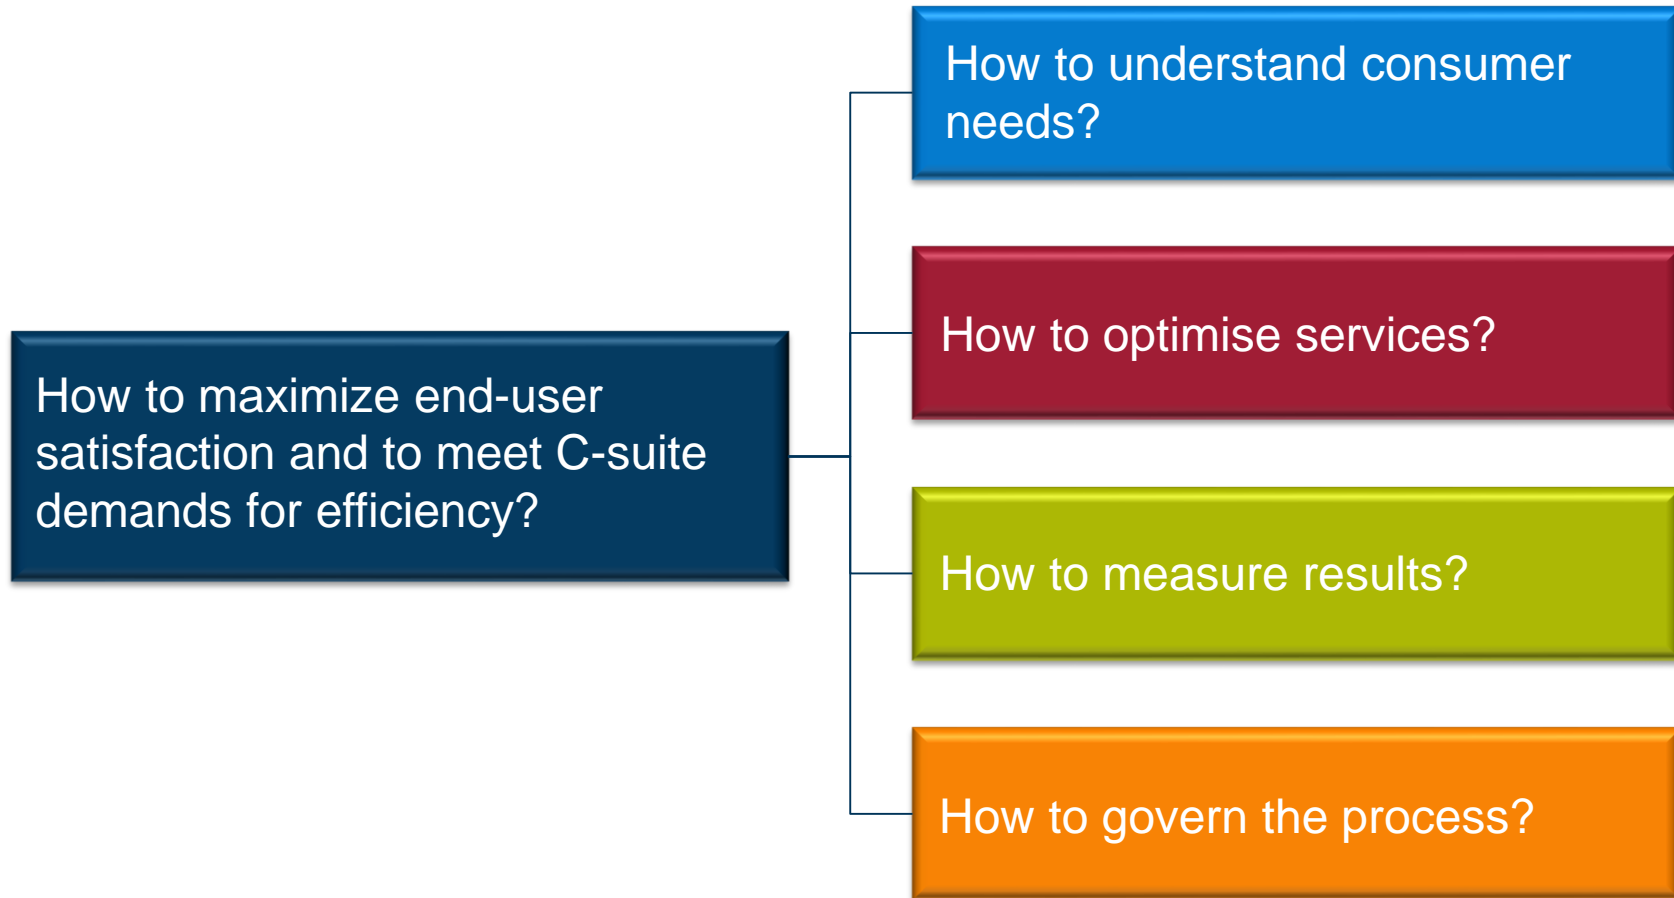 How to understand consumer
needs?
How to optimise services?
How to maximize end-user
satisfaction and to meet C-suite
demands for efficiency?
How to measure results?
How to govern the process?